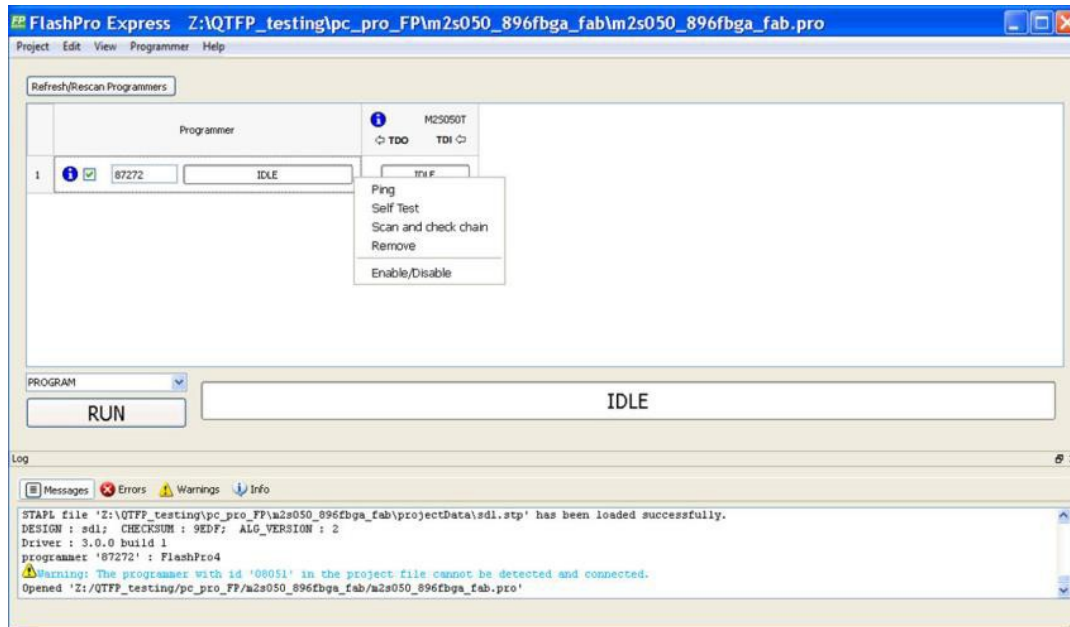 FP FlashPro Express Z:\QTFP_testing\pc_pro_FP\m2s050_896fbga_fab\m2s050_896fbga_fab.pro
Project Edit View Programmer Help
Refresh/Rescan Programmers
Programmer
M2S050T
TDO TDI
1 87272 IDLE IDLE
Ping
Self Test
Scan and check chain
Remove
Enable/Disable
PROGRAM
RUN
IDLE
Log
Messages Errors Warnings Info
STAPL file 'Z:\QTFP_testing\pc_pro_FP\m2s050_896fbga_fab\projectData\sdl.stp' has been loaded successfully.
DESIGN : sdl; CHECKSUM : 9EDF; ALG_VERSION : 2
Driver : 3.0.0 build 1
programmer '87272' : FlashPro4
Warning: The programmer with id '08051' in the project file cannot be detected and connected.
Opened 'Z:/QTFP_testing/pc_pro_FP/m2s050_896fbga_fab/m2s050_896fbga_fab.pro'